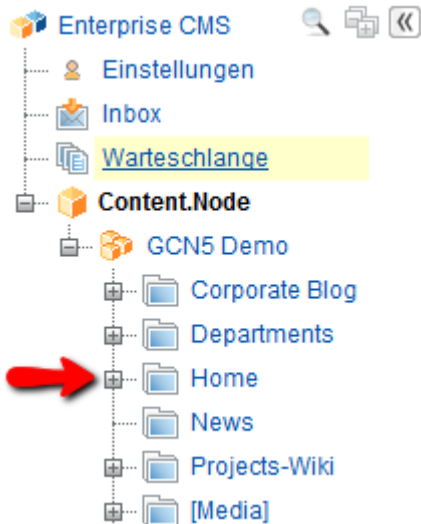 Enterprise CMS
Einstellungen
Inbox
Warteschlange
Content.Node
GCN5 Demo
Corporate Blog
Departments
Home
News
Projects-Wiki
[Media]